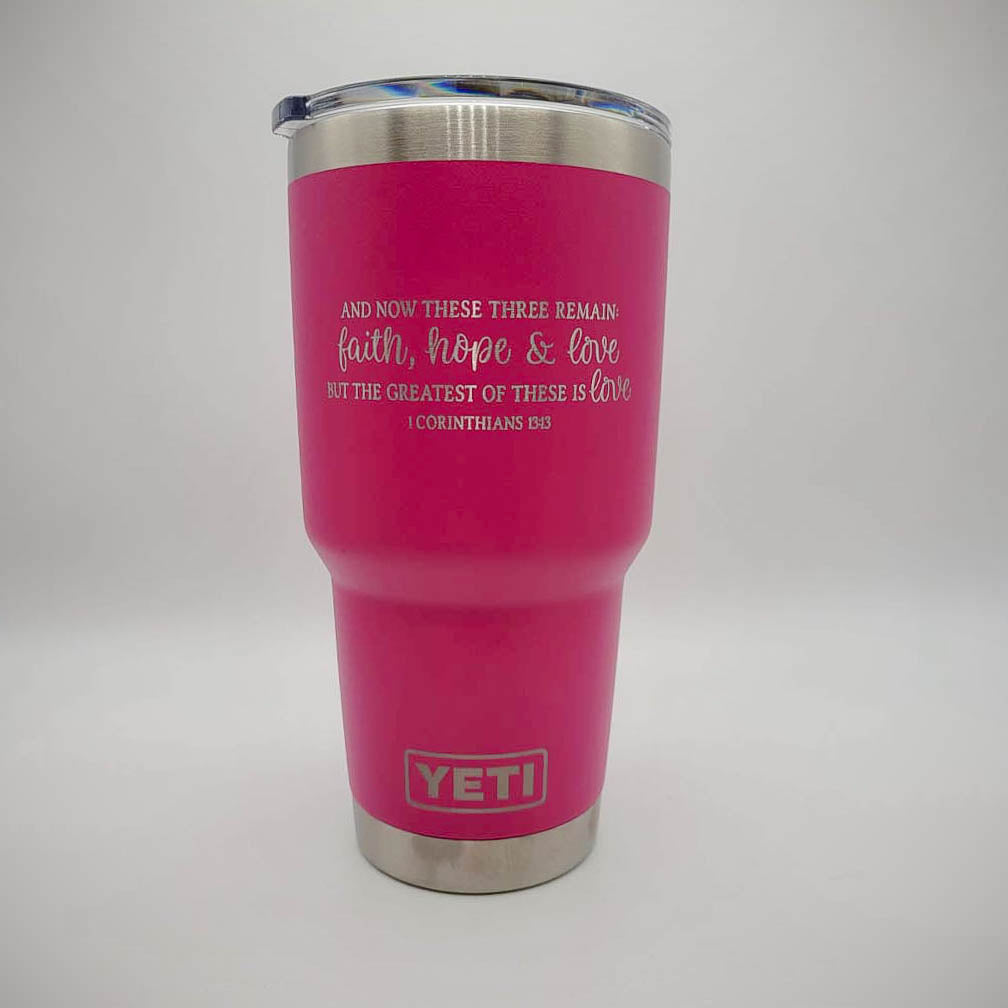 AND NOW THESE THREE REMAIN:
faith, hope & love
BUT THE GREATEST OF THESE IS love
1 CORINTHIANS 13:13
YETI